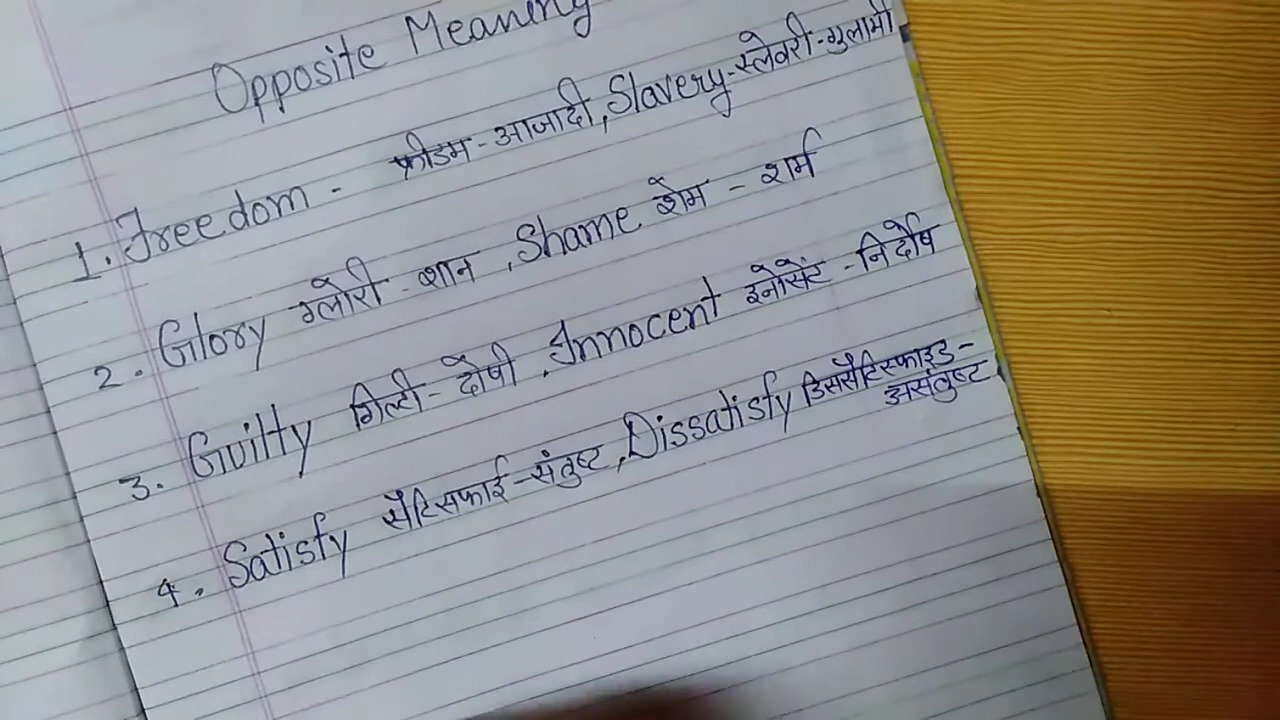 Opposite Meaning
1. Freedom - फ्रीडम - आजादी, Slavery - स्लेवरी - गुलामी
2. Glory ग्लोरी - शान, Shame शेम - शर्म
3. Guilty गिल्टी - दोषी, Innocent इनोसेंट - निर्दोष
4. Satisfy सैटिसफाई - संतुष्ट, Dissatisfy डिससैटिस्फाइड -
असंतुष्ट